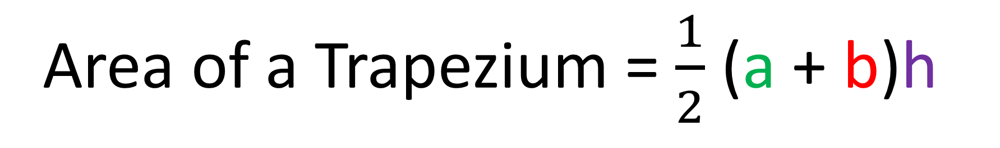 Area of a Trapezium = 1/2 (a + b)h